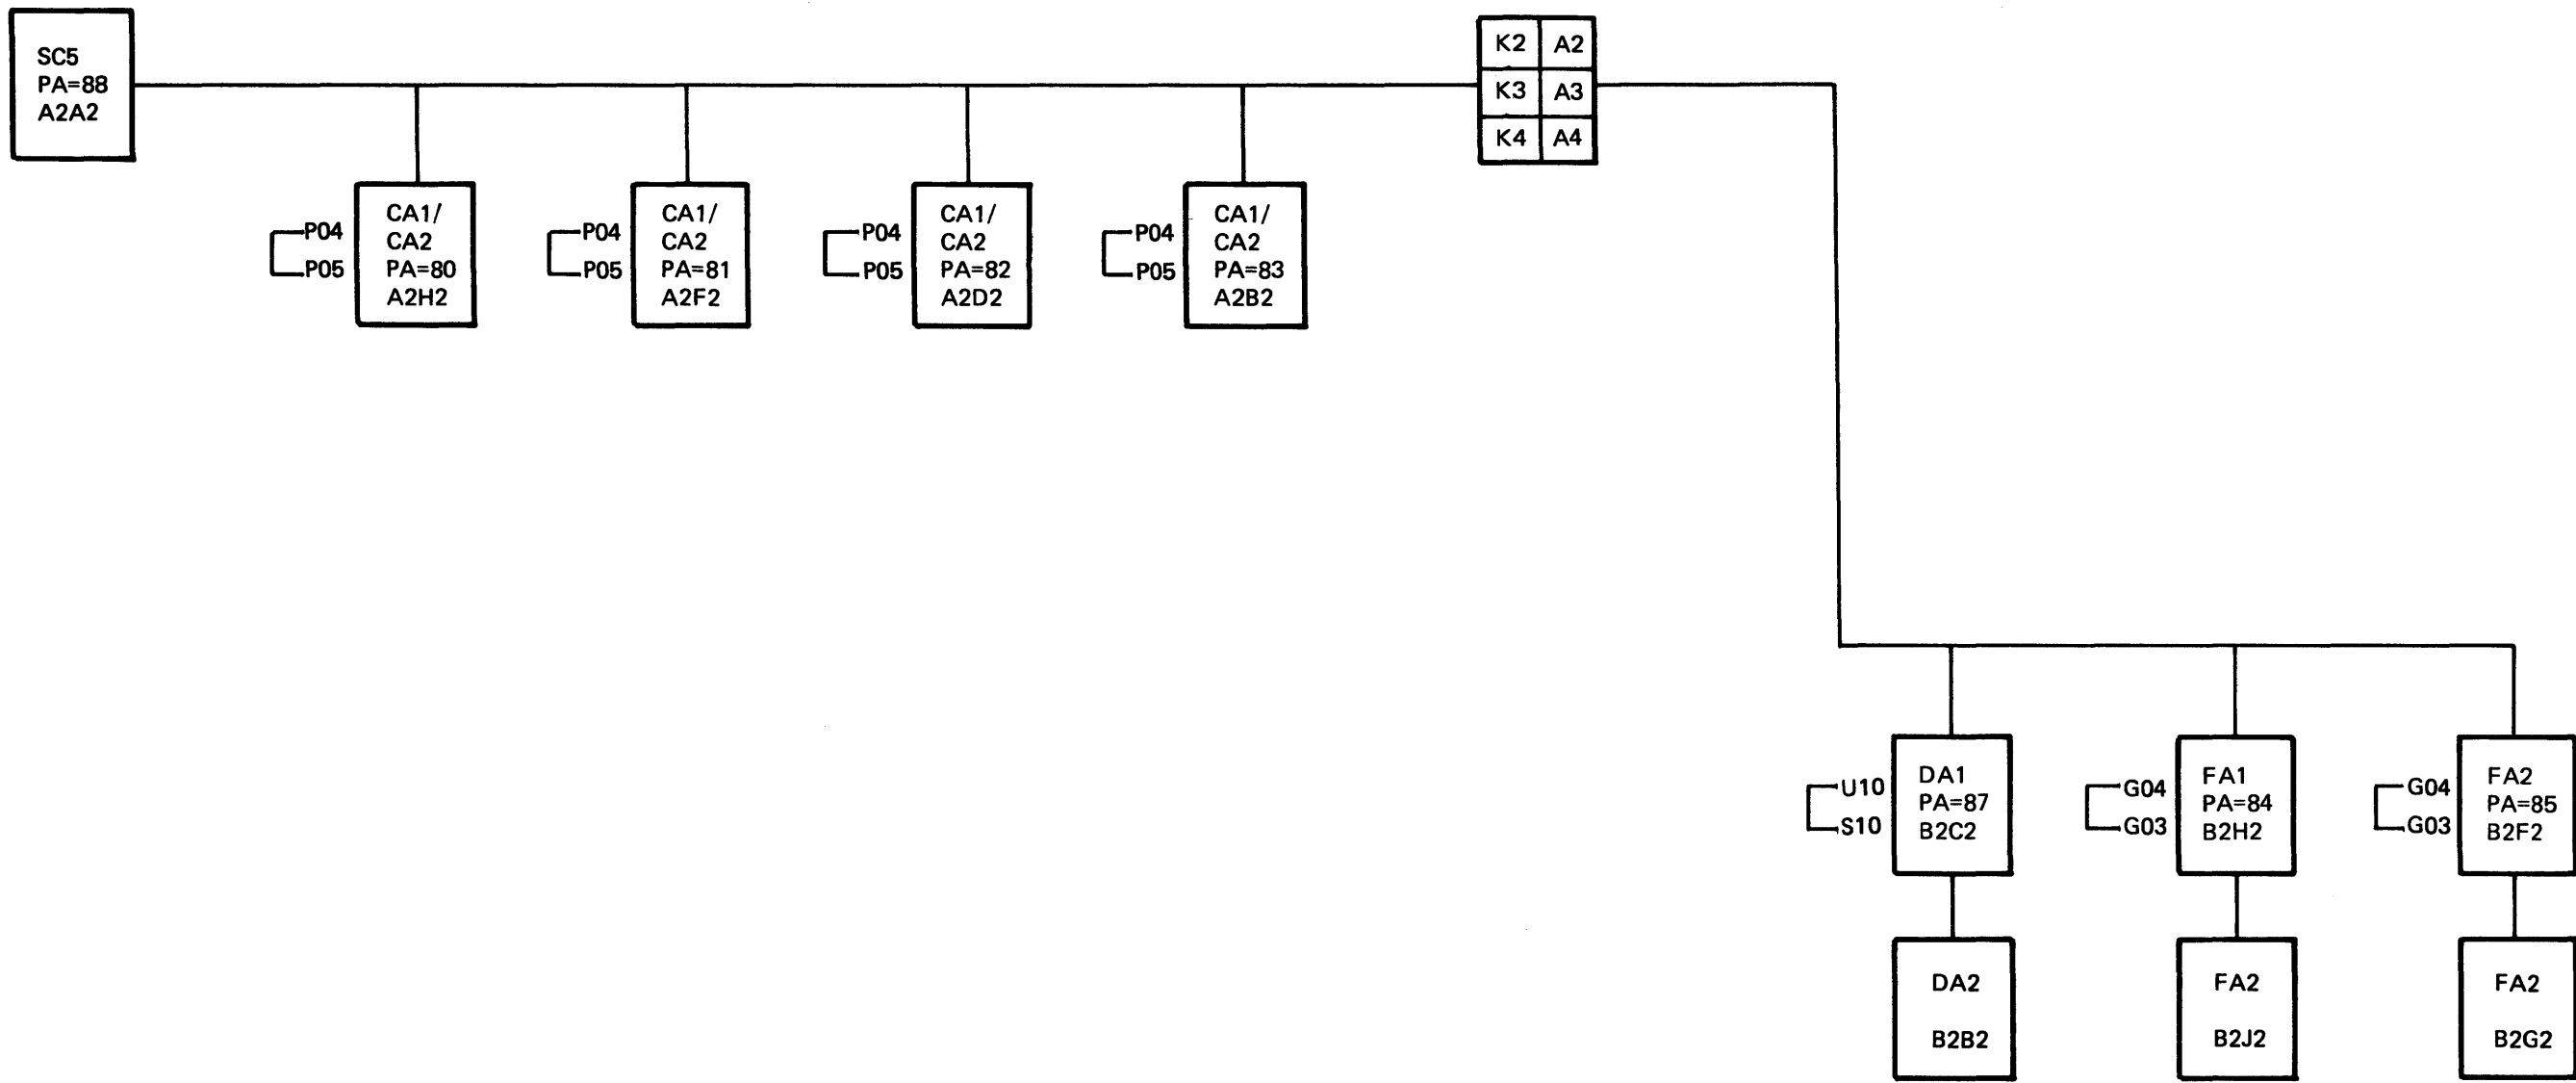 SC5
PA=88
A2A2
K2 A2
K3 A3
K4 A4
P04
P05
CA1/
CA2
PA=80
A2H2
P04
P05
CA1/
CA2
PA=81
A2F2
P04
P05
CA1/
CA2
PA=82
A2D2
P04
P05
CA1/
CA2
PA=83
A2B2
U10
S10
DA1
PA=87
B2C2
G04
G03
FA1
PA=84
B2H2
G04
G03
FA2
PA=85
B2F2
DA2
B2B2
FA2
B2J2
FA2
B2G2